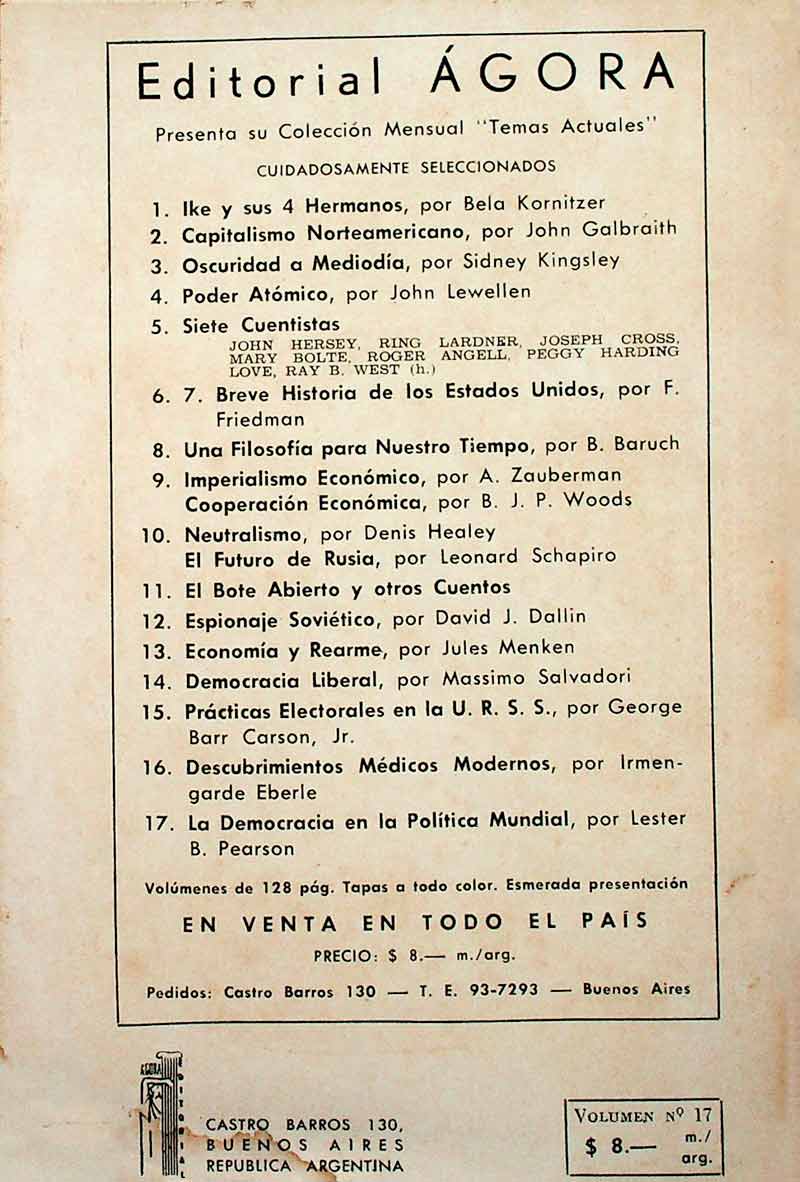 Editorial ÁGORA
Presenta su Colección Mensual "Temas Actuales"
CUIDADOSAMENTE SELECCIONADOS
1. Ike y sus 4 Hermanos, por Bela Kornitzer
2. Capitalismo Norteamericano, por John Galbraith
3. Oscuridad a Mediodía, por Sidney Kingsley
4. Poder Atómico, por John Lewellen
5. Siete Cuentistas
JOHN HERSEY, RING LARDNER, JOSEPH CROSS,
MARY BOLTE, ROGER ANGELL, PEGGY HARDING
LOVE, RAY B. WEST (h.)
6. 7. Breve Historia de los Estados Unidos, por F.
Friedman
8. Una Filosofía para Nuestro Tiempo, por B. Baruch
9. Imperialismo Económico, por A. Zauberman
Cooperación Económica, por B. J. P. Woods
10. Neutralismo, por Denis Healey
El Futuro de Rusia, por Leonard Schapiro
11. El Bote Abierto y otros Cuentos
12. Espionaje Soviético, por David J. Dallin
13. Economía y Rearme, por Jules Menken
14. Democracia Liberal, por Massimo Salvadori
15. Prácticas Electorales en la U. R. S. S., por George
Barr Carson, Jr.
16. Descubrimientos Médicos Modernos, por Irmen-
garde Eberle
17. La Democracia en la Política Mundial, por Lester
B. Pearson
Volúmenes de 128 pág. Tapas a todo color. Esmerada presentación
EN VENTA EN TODO EL PAÍS
PRECIO: $ 8.— m./arg.
Pedidos: Castro Barros 130 — T. E. 93-7293 — Buenos Aires
AGORA
EDITORIAL
CASTRO BARROS 130,
BUENOS AIRES
REPUBLICA ARGENTINA
VOLUMEN Nº 17
$ 8.— m./
arg.